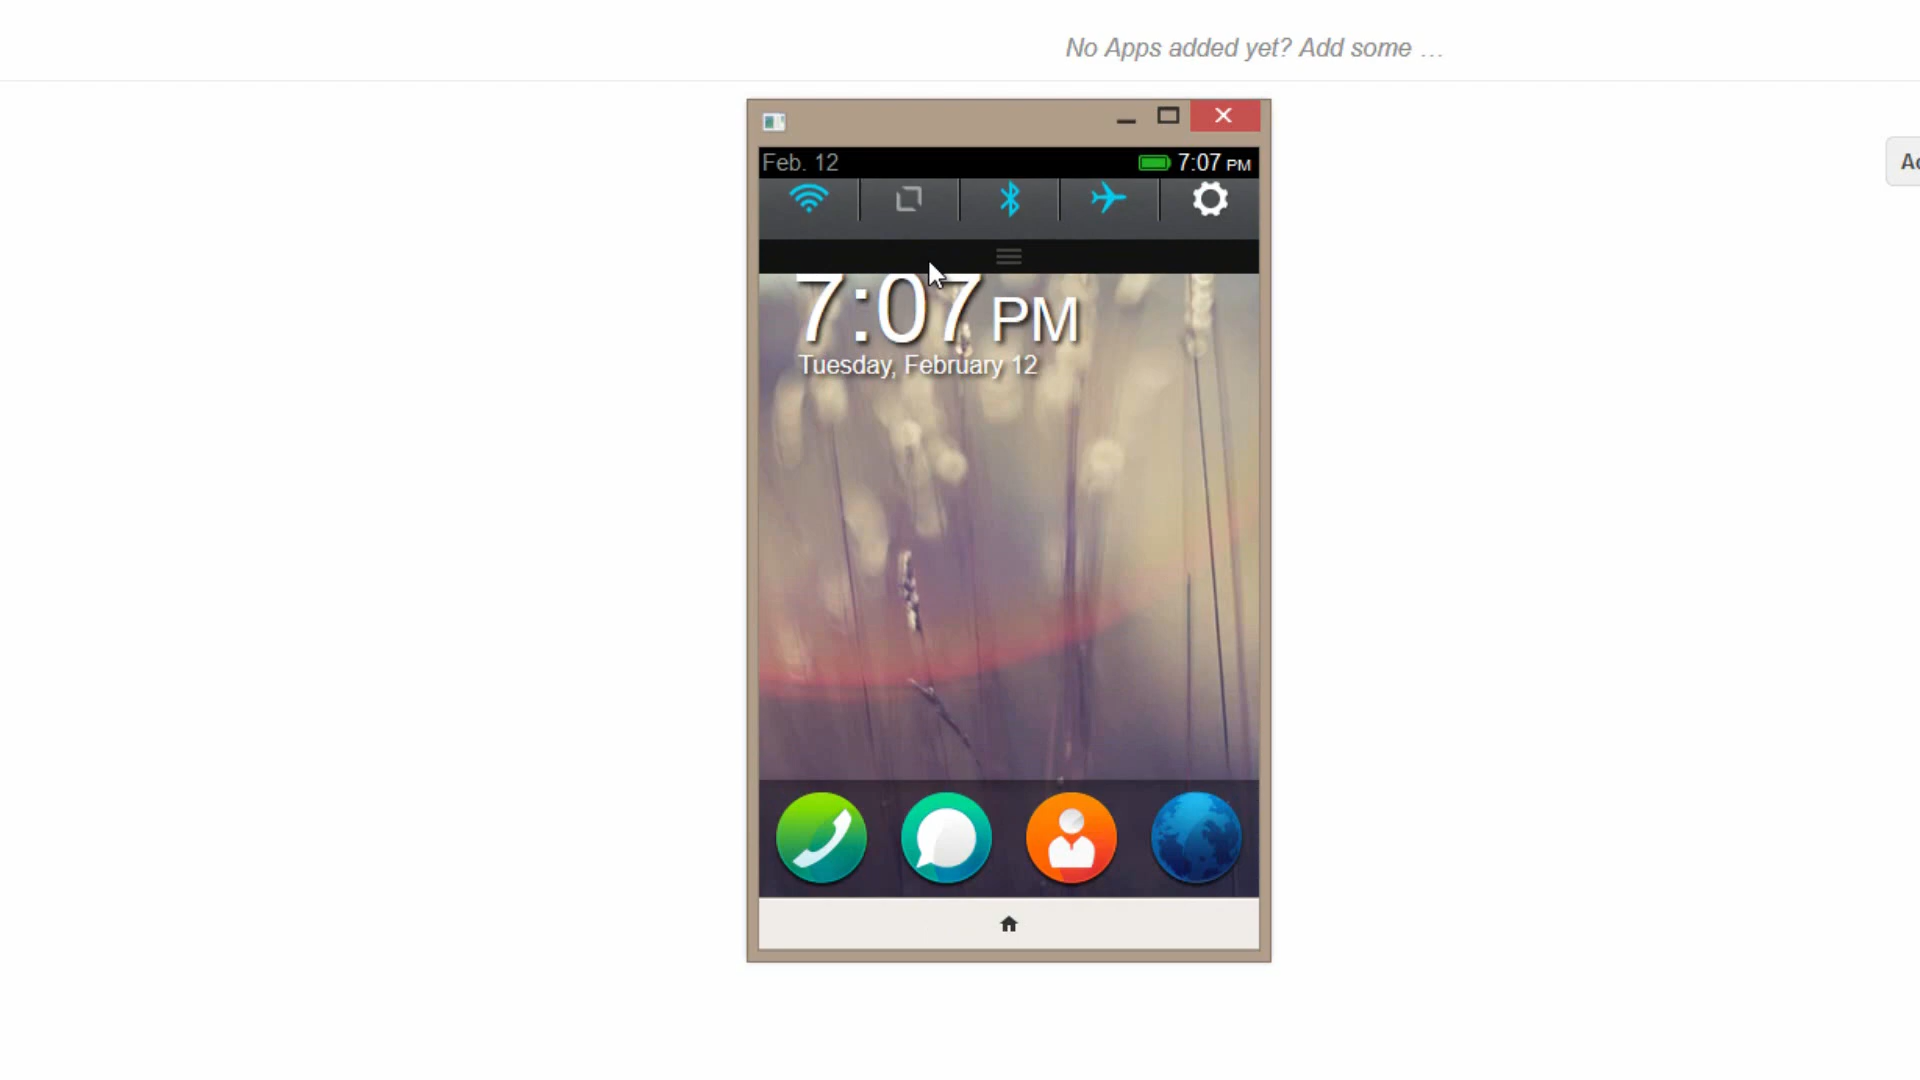 No Apps added yet? Add some …
Feb. 12
7:07 PM
7:07 PM
Tuesday, February 12